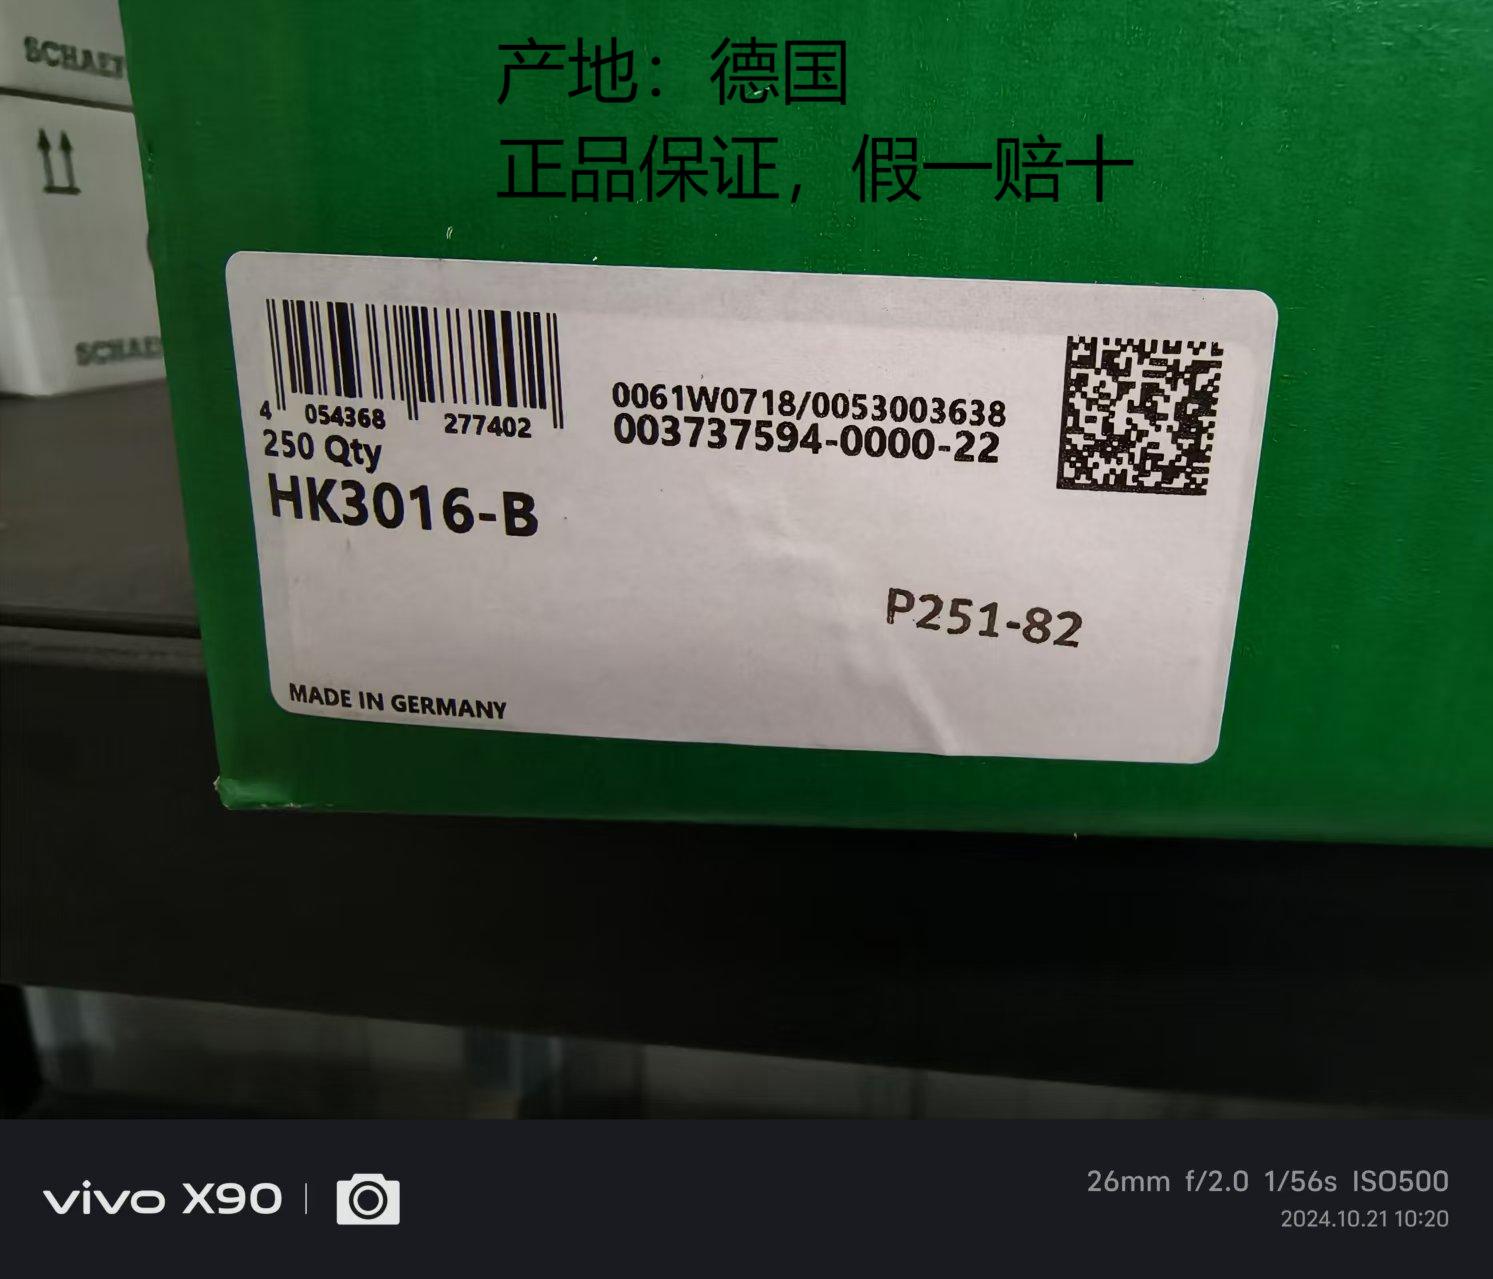 产地：德国
正品保证，假一赔十
SCHAEF
SCHAE
4 054368 277402
0061W0718/0053003638
003737594-0000-22
250 Qty
HK3016-B
P251-82
MADE IN GERMANY
vivo X90
26mm f/2.0 1/56s ISO500
2024.10.21 10:20